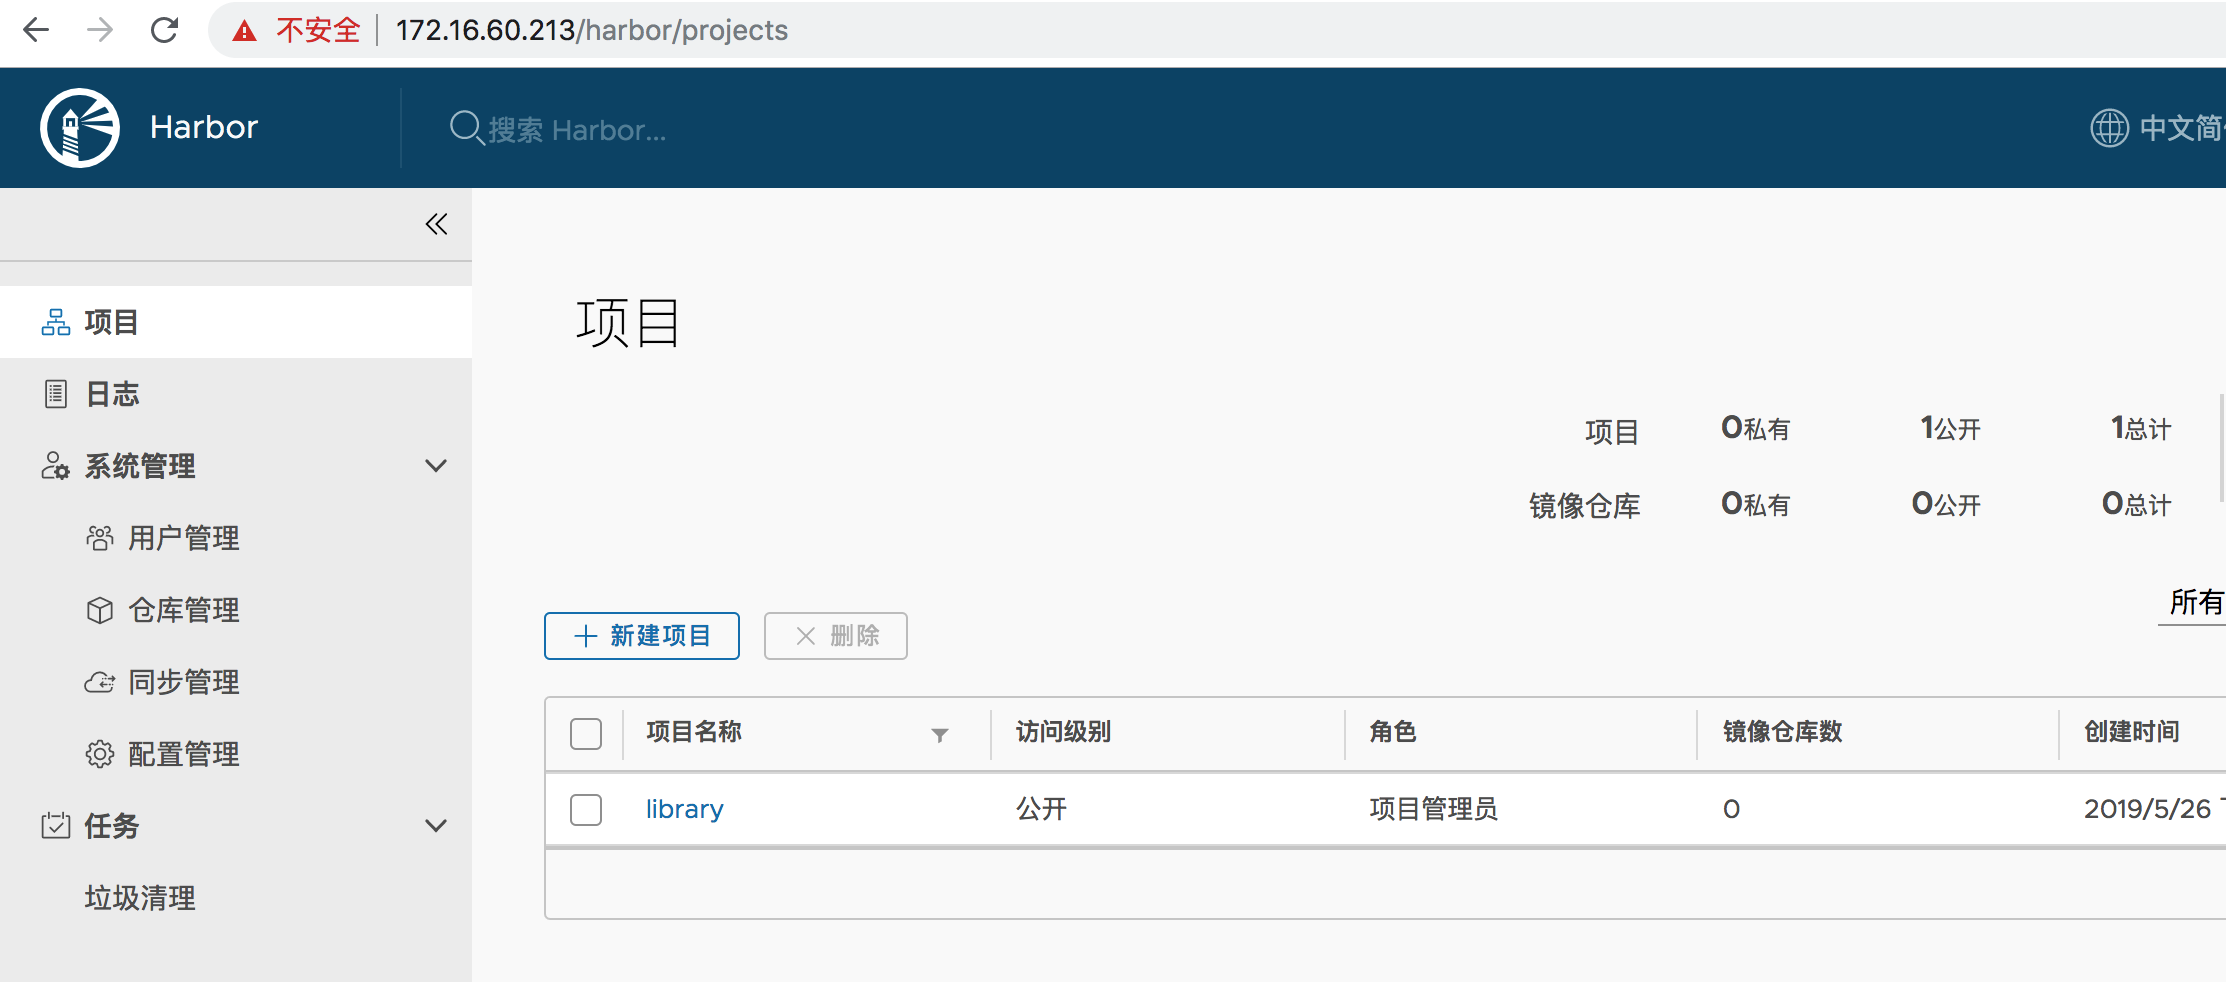 不安全 172.16.60.213/harbor/projects
Harbor
搜索 Harbor...
中文简
项目
日志
系统管理
用户管理
仓库管理
同步管理
配置管理
任务
垃圾清理
项目
项目 0私有 1公开 1总计
镜像仓库 0私有 0公开 0总计
所有
新建项目 删除
项目名称 访问级别 角色 镜像仓库数 创建时间
library 公开 项目管理员 0 2019/5/26